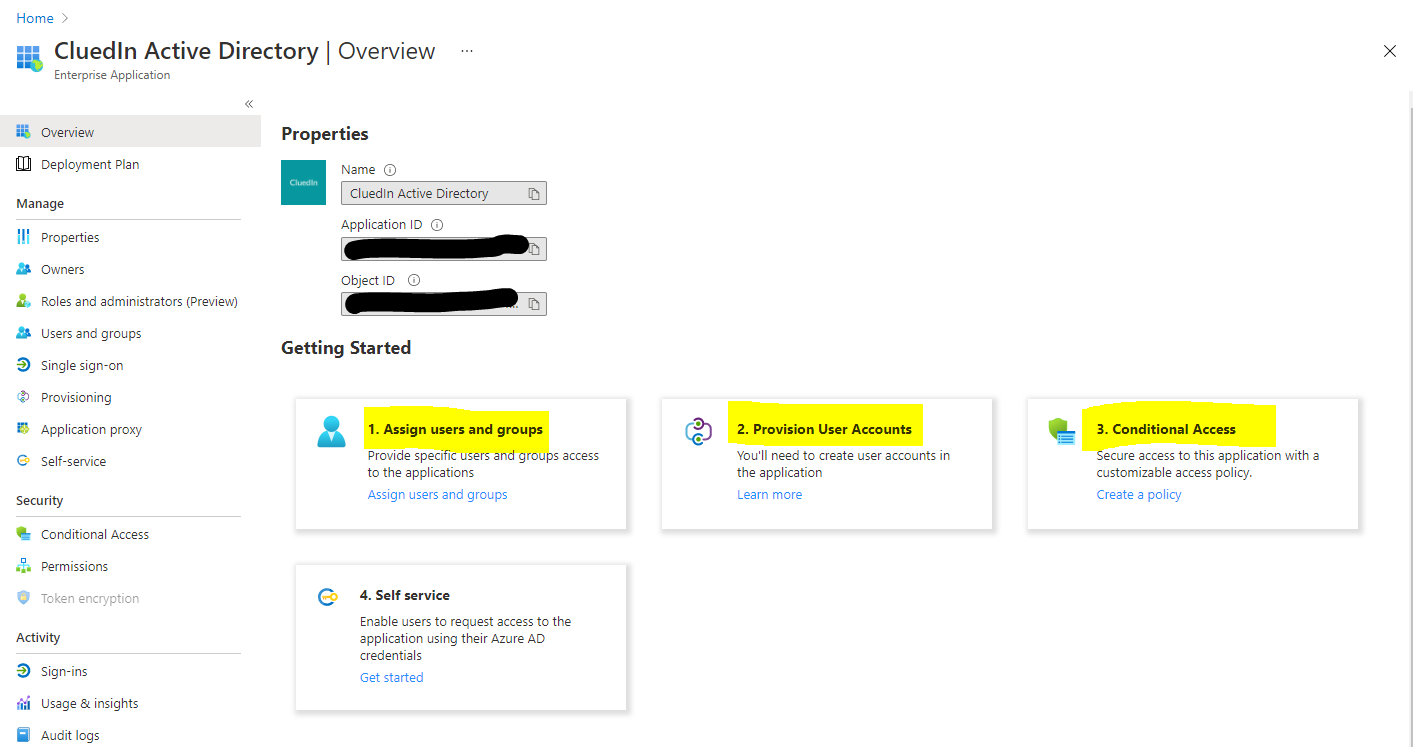 Home
CluedIn Active Directory | Overview ...
Enterprise Application
Overview
Deployment Plan
Manage
Properties
Owners
Roles and administrators (Preview)
Users and groups
Single sign-on
Provisioning
Application proxy
Self-service
Security
Conditional Access
Permissions
Token encryption
Activity
Sign-ins
Usage & insights
Audit logs
Properties
CluedIn
Name
CluedIn Active Directory
Application ID
Object ID
Getting Started
1. Assign users and groups
Provide specific users and groups access
to the applications
Assign users and groups
2. Provision User Accounts
You'll need to create user accounts in
the application
Learn more
3. Conditional Access
Secure access to this application with a
customizable access policy.
Create a policy
4. Self service
Enable users to request access to the
application using their Azure AD
credentials
Get started